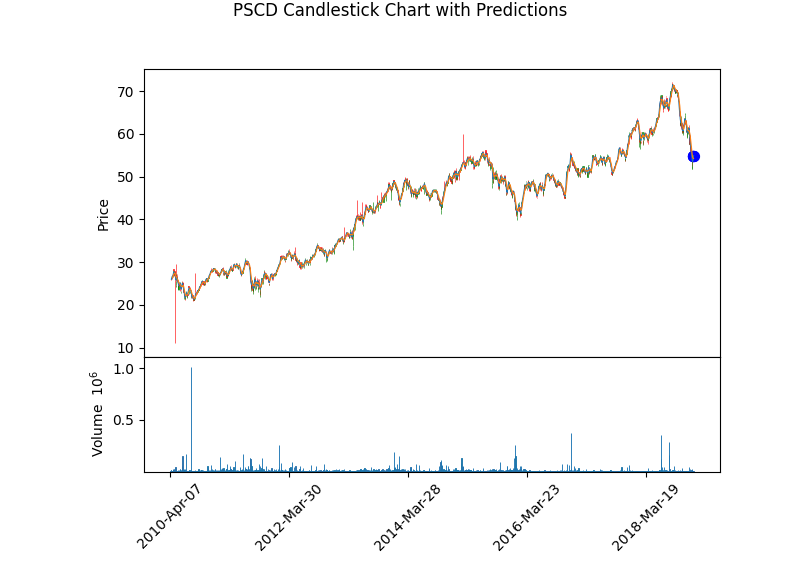 PSCD Candlestick Chart with Predictions
70
60
50
40
30
20
10
Price
1.0
0.5
Volume 10^6
2010-Apr-07
2012-Mar-30
2014-Mar-28
2016-Mar-23
2018-Mar-19